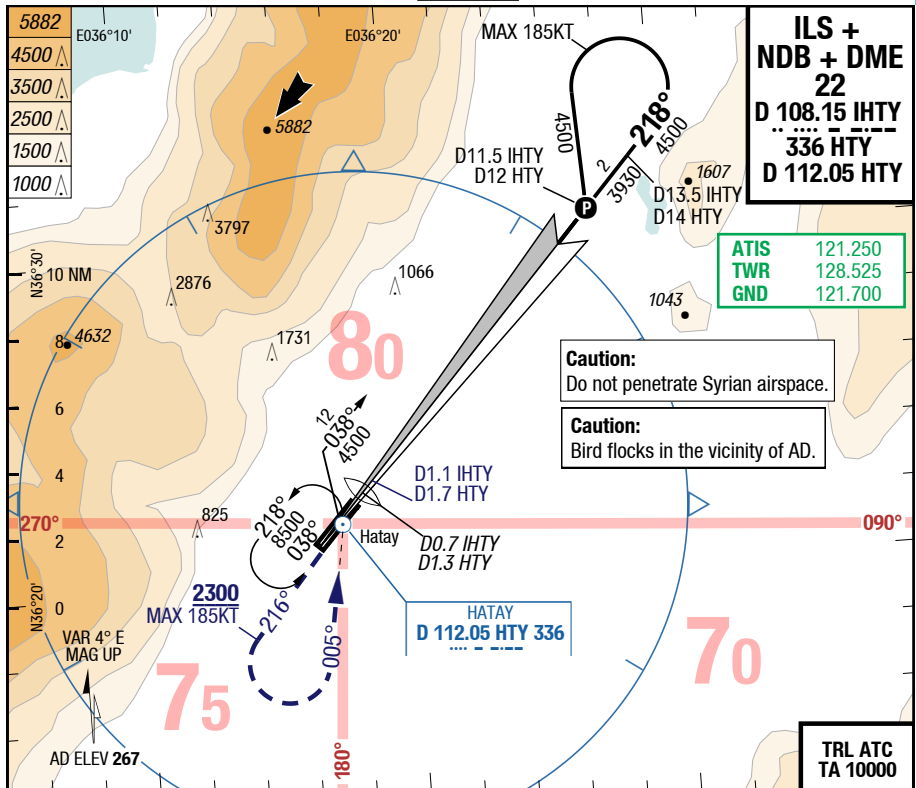 5882
4500
3500
2500
1500
1000
E036°10'
E036°20'
MAX 185KT
ILS +
NDB + DME
22
D 108.15 IHTY
336 HTY
D 112.05 HTY
5882
4500
218°
4500
2
3930
D11.5 IHTY
D12 HTY
P
D13.5 IHTY
D14 HTY
1607
3797
ATIS 121.250
TWR 128.525
GND 121.700
N36°30'
10 NM
2876
1066
1043
8
4632
1731
80
Caution:
Do not penetrate Syrian airspace.
6
12
038°
4500
Caution:
Bird flocks in the vicinity of AD.
4
D1.1 IHTY
D1.7 HTY
218°
8500
038°
825
270°
Hatay
090°
2
D0.7 IHTY
D1.3 HTY
2300
MAX 185KT
216°
005°
N36°20'
0
HATAY
D 112.05 HTY 336
VAR 4° E
MAG UP
75
70
AD ELEV 267
180°
TRL ATC
TA 10000